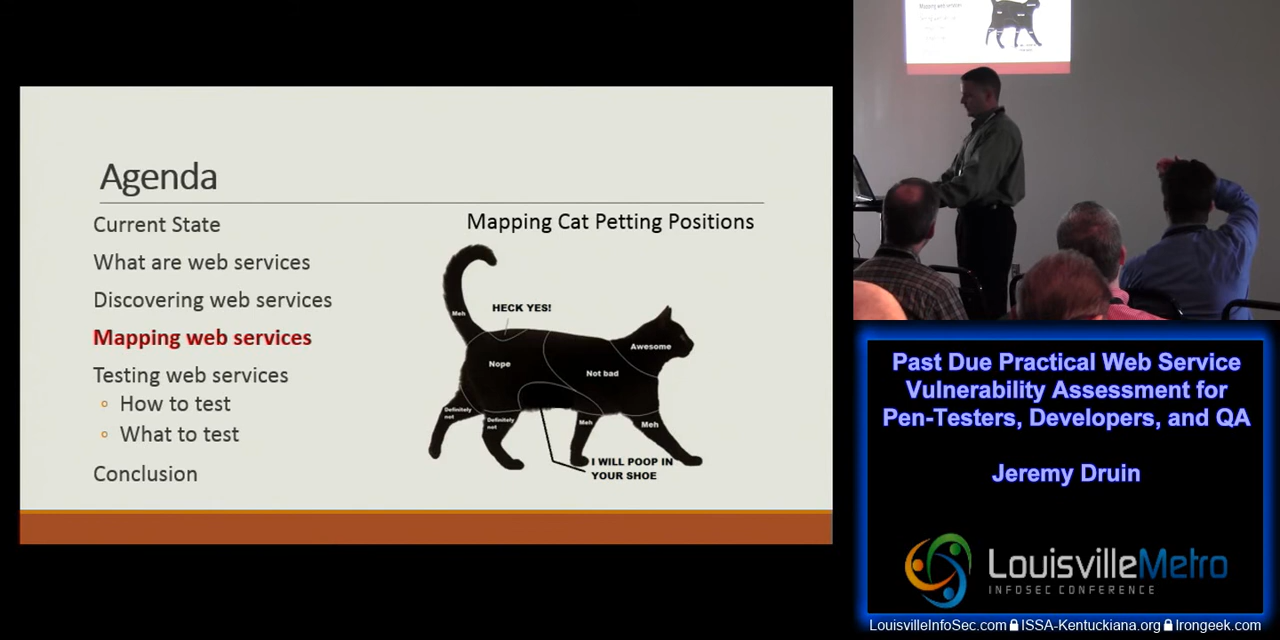 Agenda
Current State
What are web services
Discovering web services
Mapping web services
Testing web services
How to test
What to test
Conclusion
Mapping Cat Petting Positions
Meh
HECK YES!
Nope
Not bad
Awesome
Definitely
not
Definitely
not
Meh
Meh
I WILL POOP IN
YOUR SHOE
Mapping web services
Past Due Practical Web Service
Vulnerability Assessment for
Pen-Testers, Developers, and QA
Jeremy Druin
LouisvilleMetro
INFOSEC CONFERENCE
LouisvilleInfoSec.com ISSA-Kentuckiana.org Irongeek.com